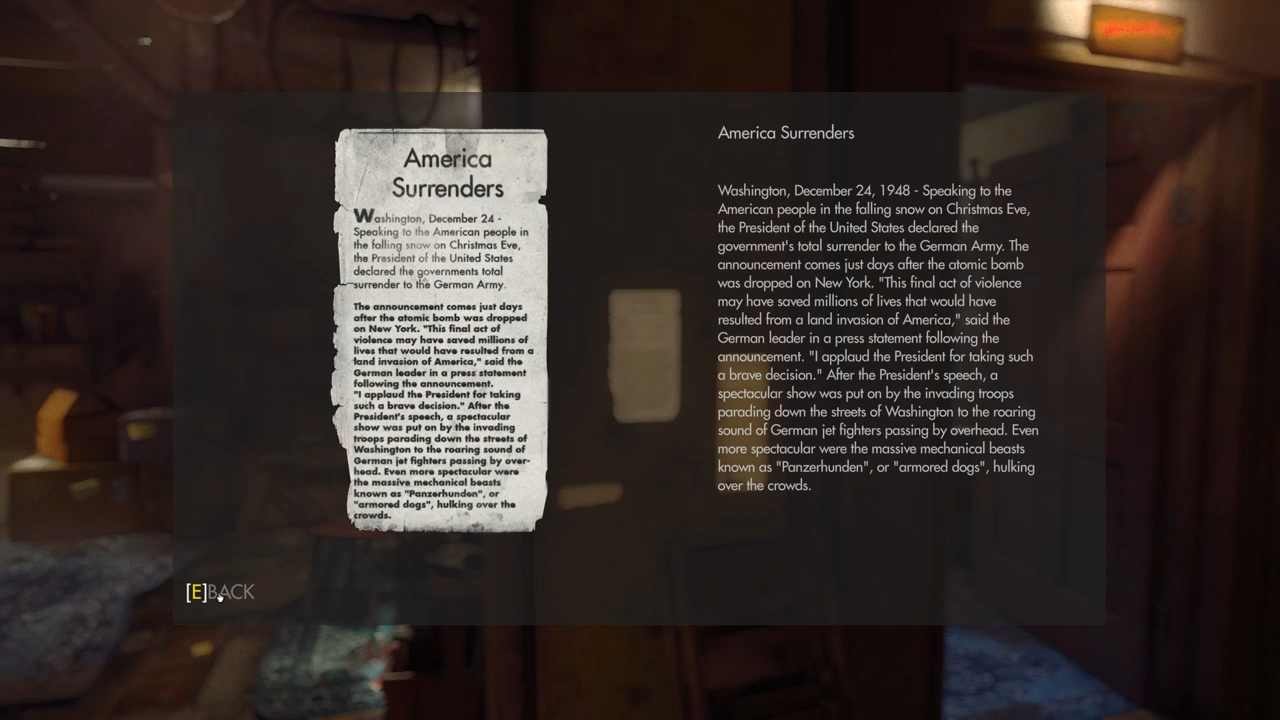 America
Surrenders
Washington, December 24 -
Speaking to the American people in
the falling snow on Christmas Eve,
the President of the United States
declared the governments total
surrender to the German Army.
The announcement comes just days
after the atomic bomb was dropped
on New York. "This final act of
violence may have saved millions of
lives that would have resulted from a
land invasion of America," said the
German leader in a press statement
following the announcement.
"I applaud the President for taking
such a brave decision." After the
President's speech, a spectacular
show was put on by the invading
troops parading down the streets of
Washington to the roaring sound of
German jet fighters passing by over-
head. Even more spectacular were
the massive mechanical beasts
known as "Panzerhunden", or
"armored dogs", hulking over the
crowds.
America Surrenders
Washington, December 24, 1948 - Speaking to the
American people in the falling snow on Christmas Eve,
the President of the United States declared the
government's total surrender to the German Army. The
announcement comes just days after the atomic bomb
was dropped on New York. "This final act of violence
may have saved millions of lives that would have
resulted from a land invasion of America," said the
German leader in a press statement following the
announcement. "I applaud the President for taking such
a brave decision." After the President's speech, a
spectacular show was put on by the invading troops
parading down the streets of Washington to the roaring
sound of German jet fighters passing by overhead. Even
more spectacular were the massive mechanical beasts
known as "Panzerhunden", or "armored dogs", hulking
over the crowds.
[E]BACK